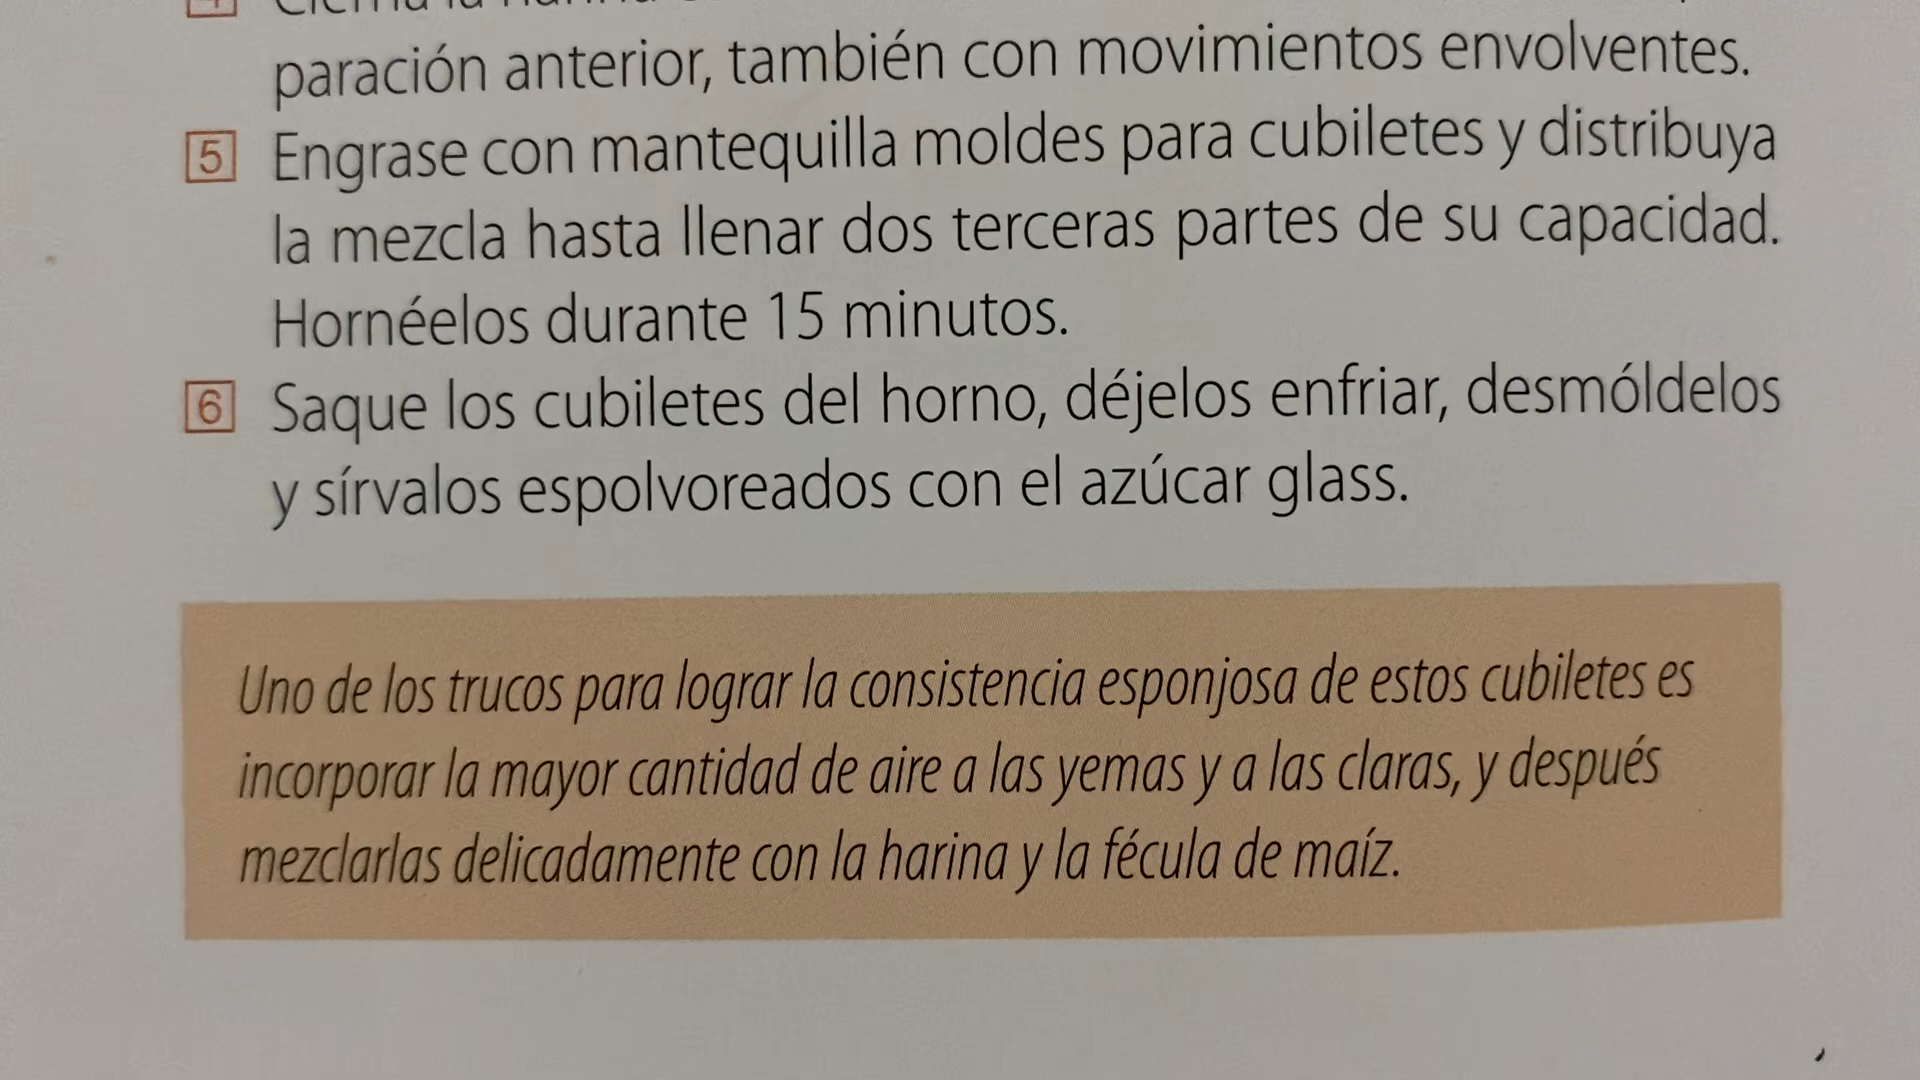 paración anterior, también con movimientos envolventes.
5 Engrase con mantequilla moldes para cubiletes y distribuya
la mezcla hasta llenar dos terceras partes de su capacidad.
Hornéelos durante 15 minutos.
6 Saque los cubiletes del horno, déjelos enfriar, desmóldelos
y sírvalos espolvoreados con el azúcar glass.
Uno de los trucos para lograr la consistencia esponjosa de estos cubiletes es
incorporar la mayor cantidad de aire a las yemas y a las claras, y después
mezclarlas delicadamente con la harina y la fécula de maíz.